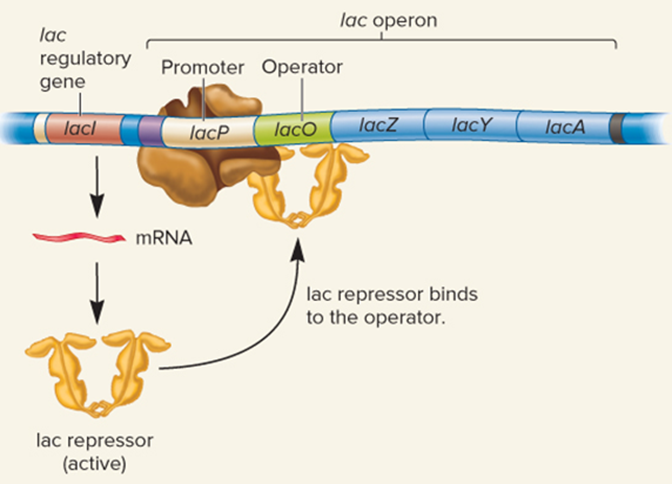 lac operon
lac
regulatory
gene
Promoter
Operator
lacI
lacP
lacO
lacZ
lacY
lacA
mRNA
lac repressor binds
to the operator.
lac repressor
(active)